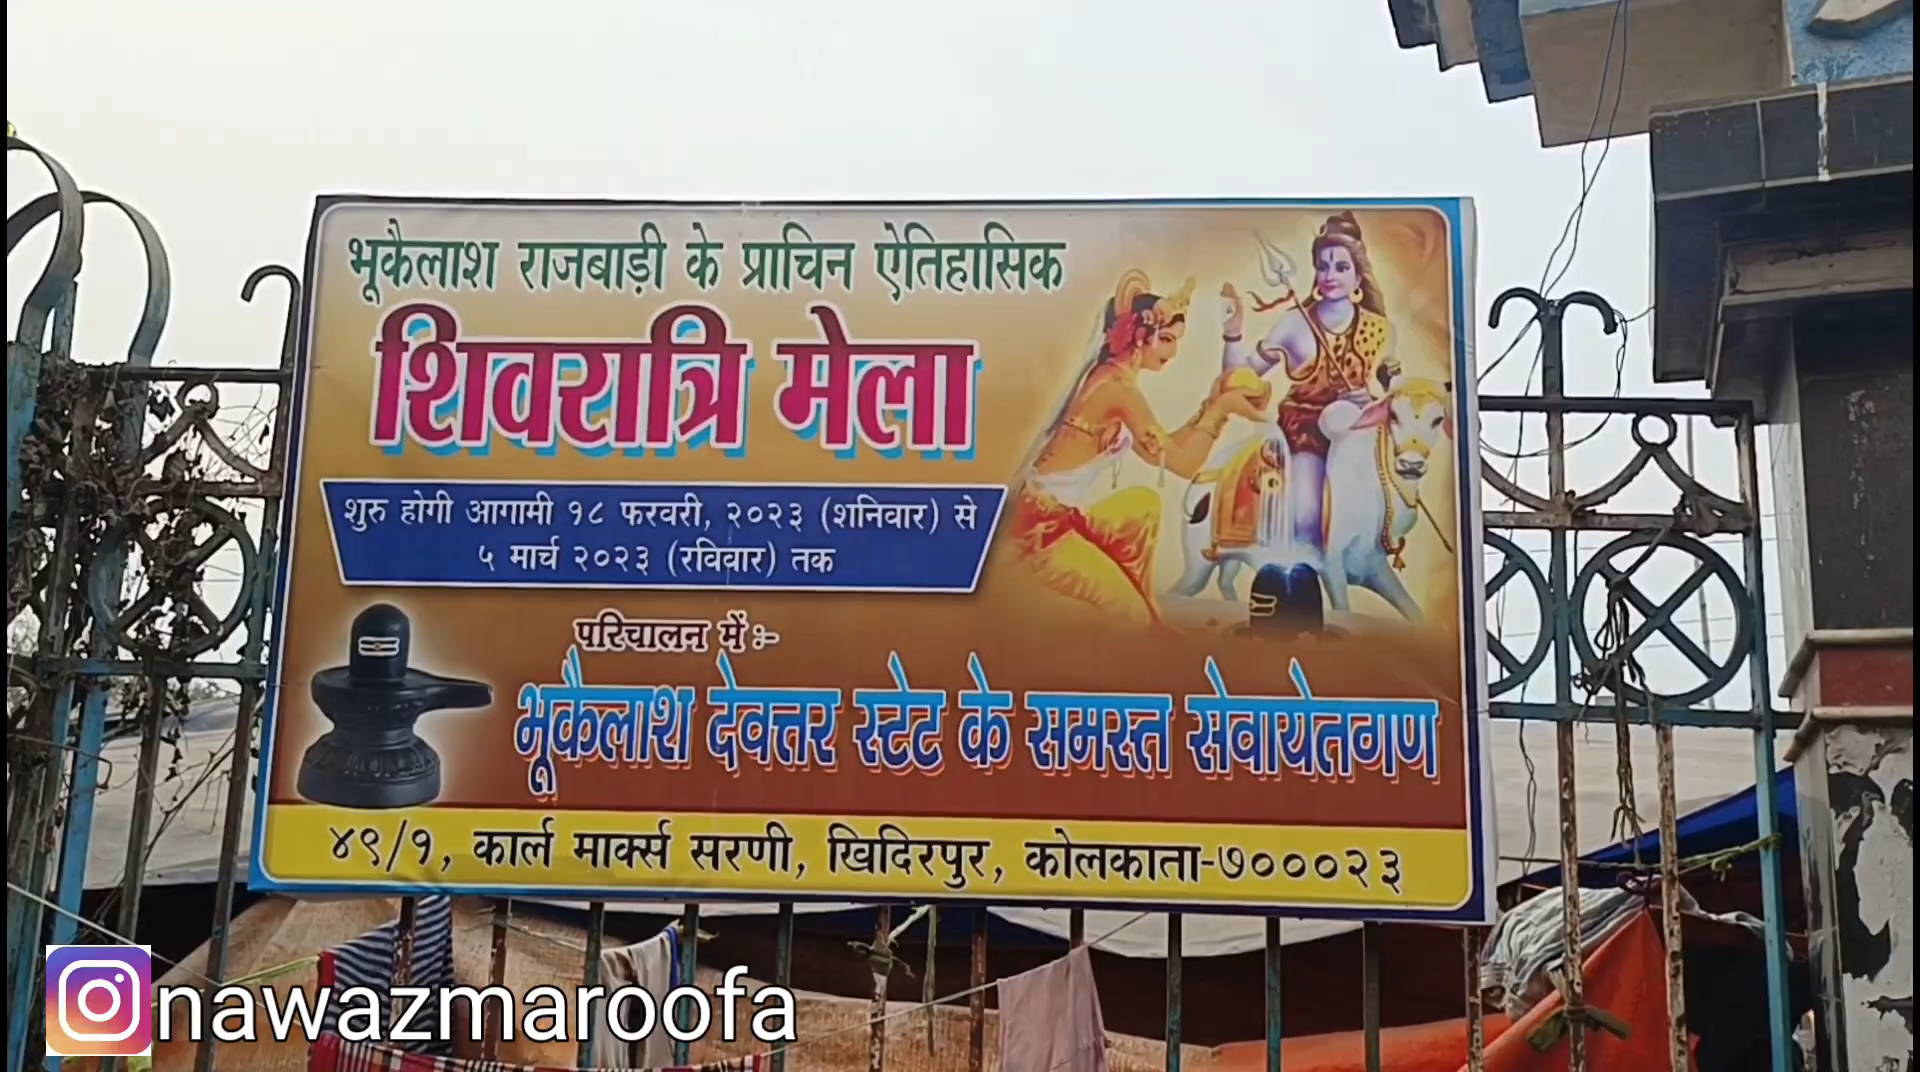 भूकैलाश राजबाड़ी के प्राचिन ऐतिहासिक
शिवरात्रि मेला
शुरु होगी आगामी १८ फरवरी, २०२३ (शनिवार) से
५ मार्च २०२३ (रविवार) तक
परिचालन में :-
भूकैलाश देवत्तर स्टेट के समस्त सेवायेतगण
४९/१, कार्ल मार्क्स सरणी, खिदिरपुर, कोलकाता-७०००२३
nawazmaroofa